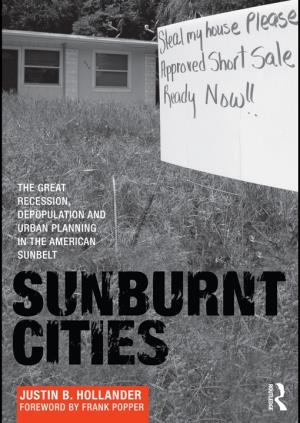 Steal my house Please
Approved Short Sale
Ready Now!!
THE GREAT
RECESSION,
DEPOPULATION AND
URBAN PLANNING
IN THE AMERICAN
SUNBELT
SUNBURNT
CITIES
JUSTIN B. HOLLANDER
FOREWORD BY FRANK POPPER
ROUTLEDGE